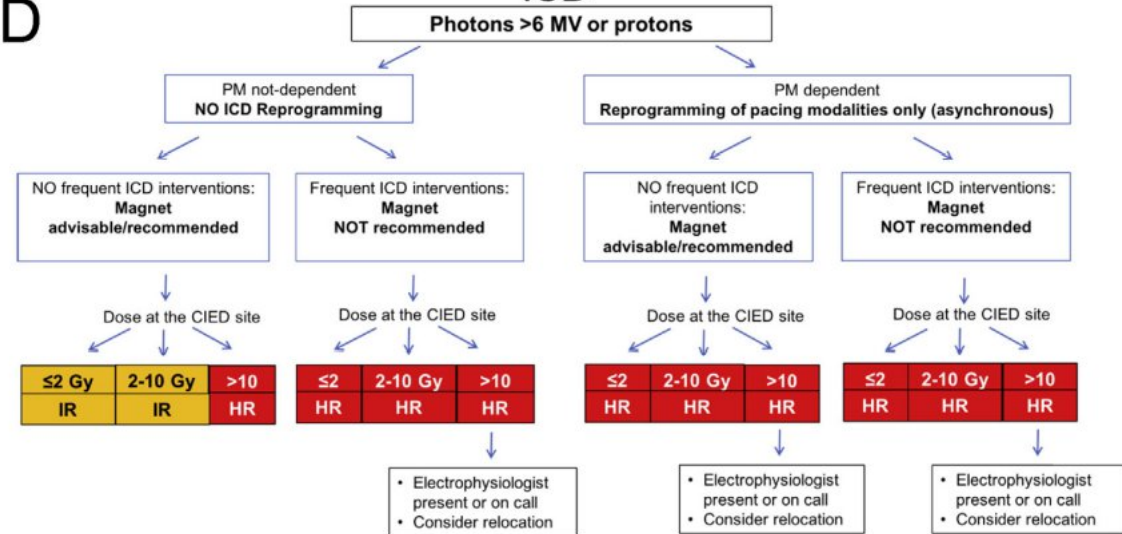 D
Photons >6 MV or protons
PM not-dependent
NO ICD Reprogramming
PM dependent
Reprogramming of pacing modalities only (asynchronous)
NO frequent ICD interventions:
Magnet
advisable/recommended
Frequent ICD interventions:
Magnet
NOT recommended
NO frequent ICD
interventions:
Magnet
advisable/recommended
Frequent ICD interventions:
Magnet
NOT recommended
Dose at the CIED site
Dose at the CIED site
Dose at the CIED site
Dose at the CIED site
≤2 Gy 2-10 Gy >10
IR IR HR
≤2 2-10 Gy >10
HR HR HR
≤2 2-10 Gy >10
HR HR HR
≤2 2-10 Gy >10
HR HR HR
• Electrophysiologist
present or on call
• Consider relocation
• Electrophysiologist
present or on call
• Consider relocation
• Electrophysiologist
present or on call
• Consider relocation